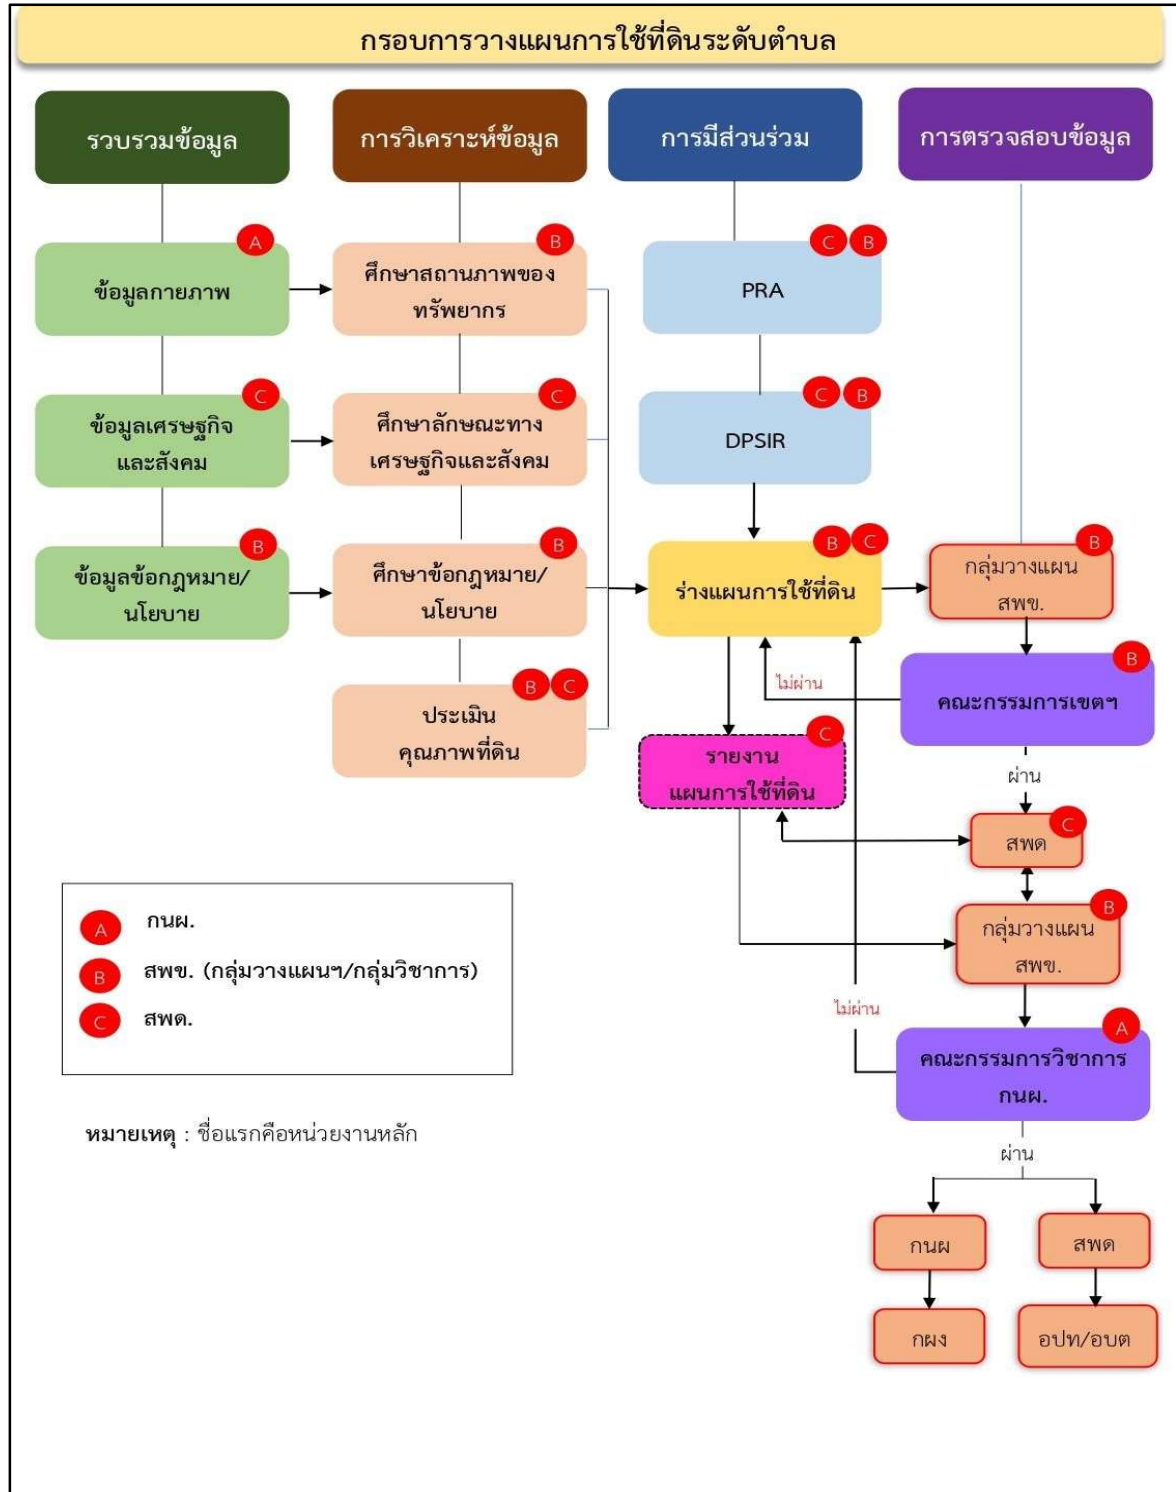 กรอบการวางแผนการใช้ที่ดินระดับตำบล
รวบรวมข้อมูล
การวิเคราะห์ข้อมูล
การมีส่วนร่วม
การตรวจสอบข้อมูล
A
ข้อมูลกายภาพ
B
ศึกษาสถานภาพของ
ทรัพยากร
C B
PRA
C
ข้อมูลเศรษฐกิจ
และสังคม
C
ศึกษาลักษณะทาง
เศรษฐกิจและสังคม
C B
DPSIR
B
ข้อมูลข้อกฎหมาย/
นโยบาย
B
ศึกษาข้อกฎหมาย/
นโยบาย
B C
ร่างแผนการใช้ที่ดิน
B
กลุ่มวางแผน
สพข.
B C
ประเมิน
คุณภาพที่ดิน
ไม่ผ่าน
B
คณะกรรมการเขตฯ
C
รายงาน
แผนการใช้ที่ดิน
ผ่าน
C
สพด
B
กลุ่มวางแผน
สพข.
A กนผ.
B สพข. (กลุ่มวางแผนฯ/กลุ่มวิชาการ)
C สพด.
ไม่ผ่าน
A
คณะกรรมการวิชาการ
กนผ.
หมายเหตุ : ชื่อแรกคือหน่วยงานหลัก
ผ่าน
กนผ
สพด
กผง
อปท/อบต